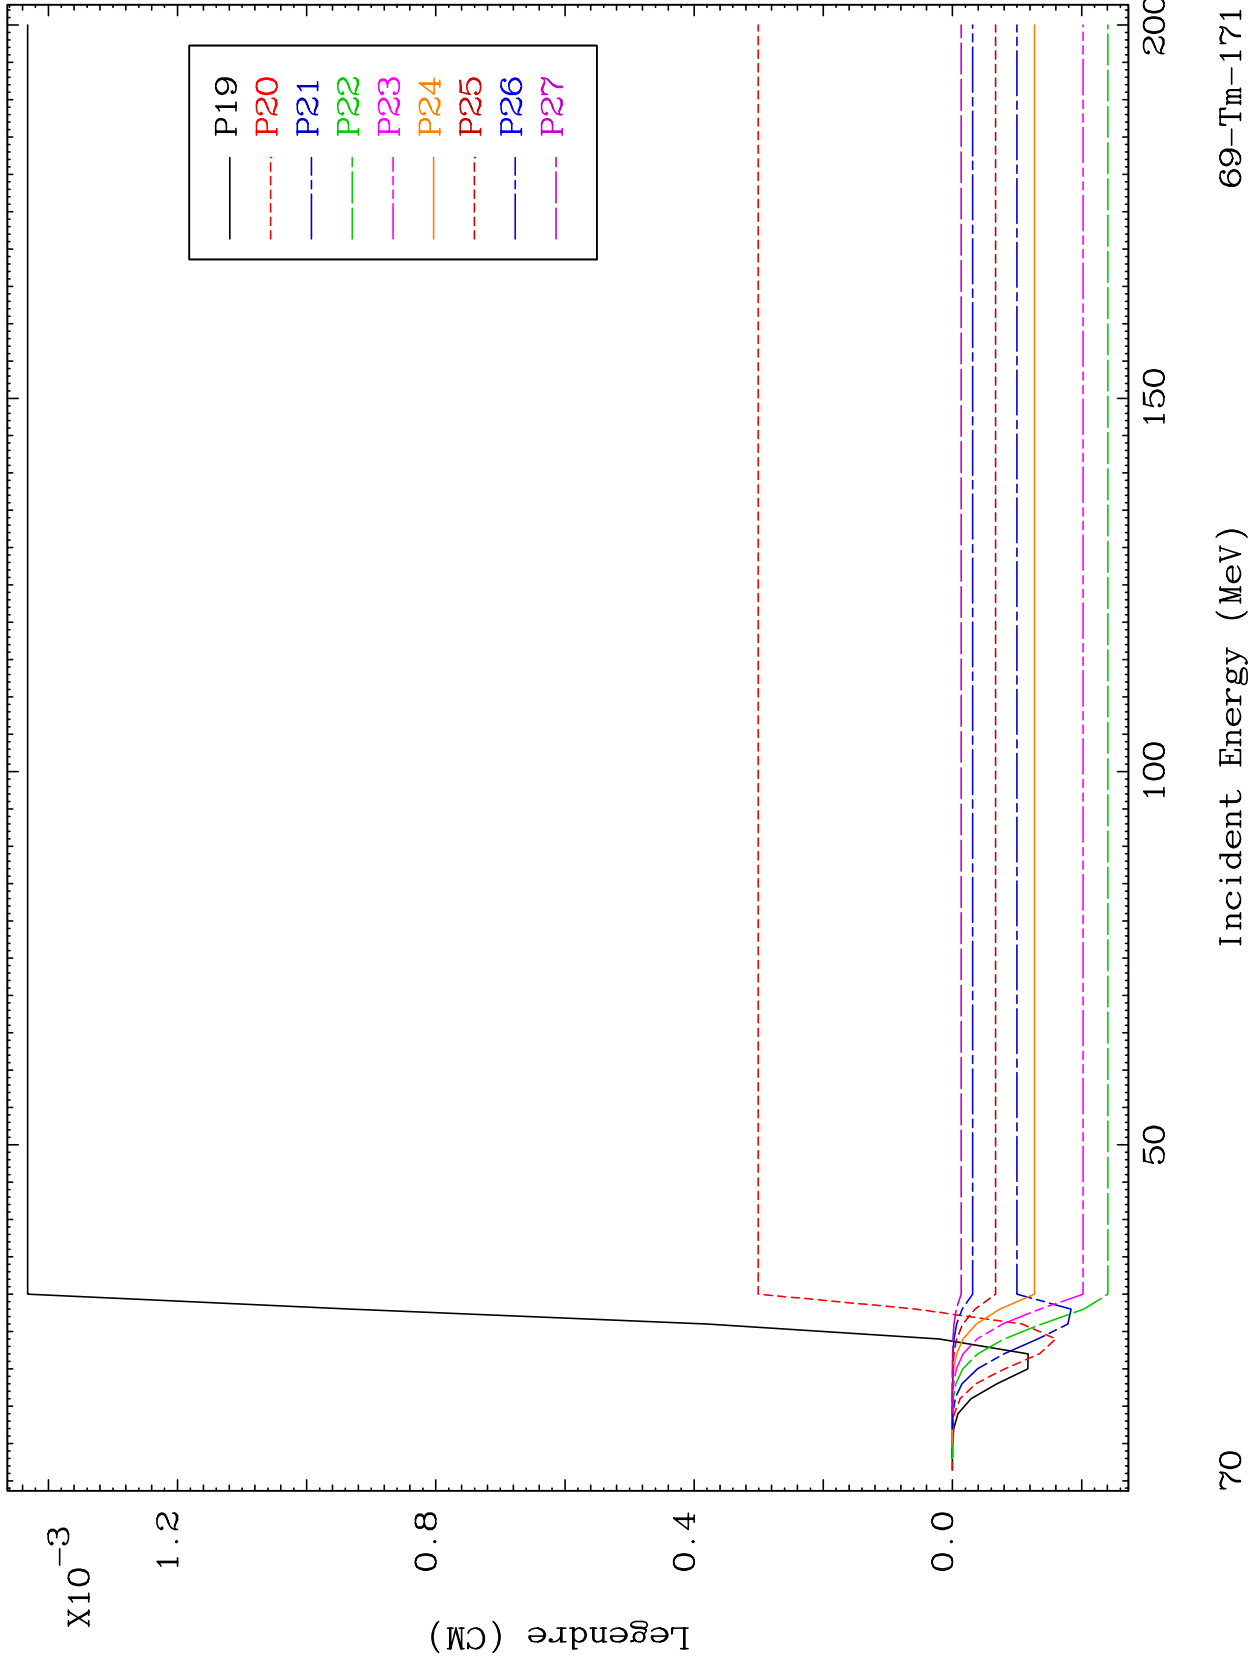 X10-3
1.2
0.8
0.4
0.0
Legendre (CM)
P19
P20
P21
P22
P23
P24
P25
P26
P27
50
100
150
200
70
Incident Energy (MeV)
69-Tm-171